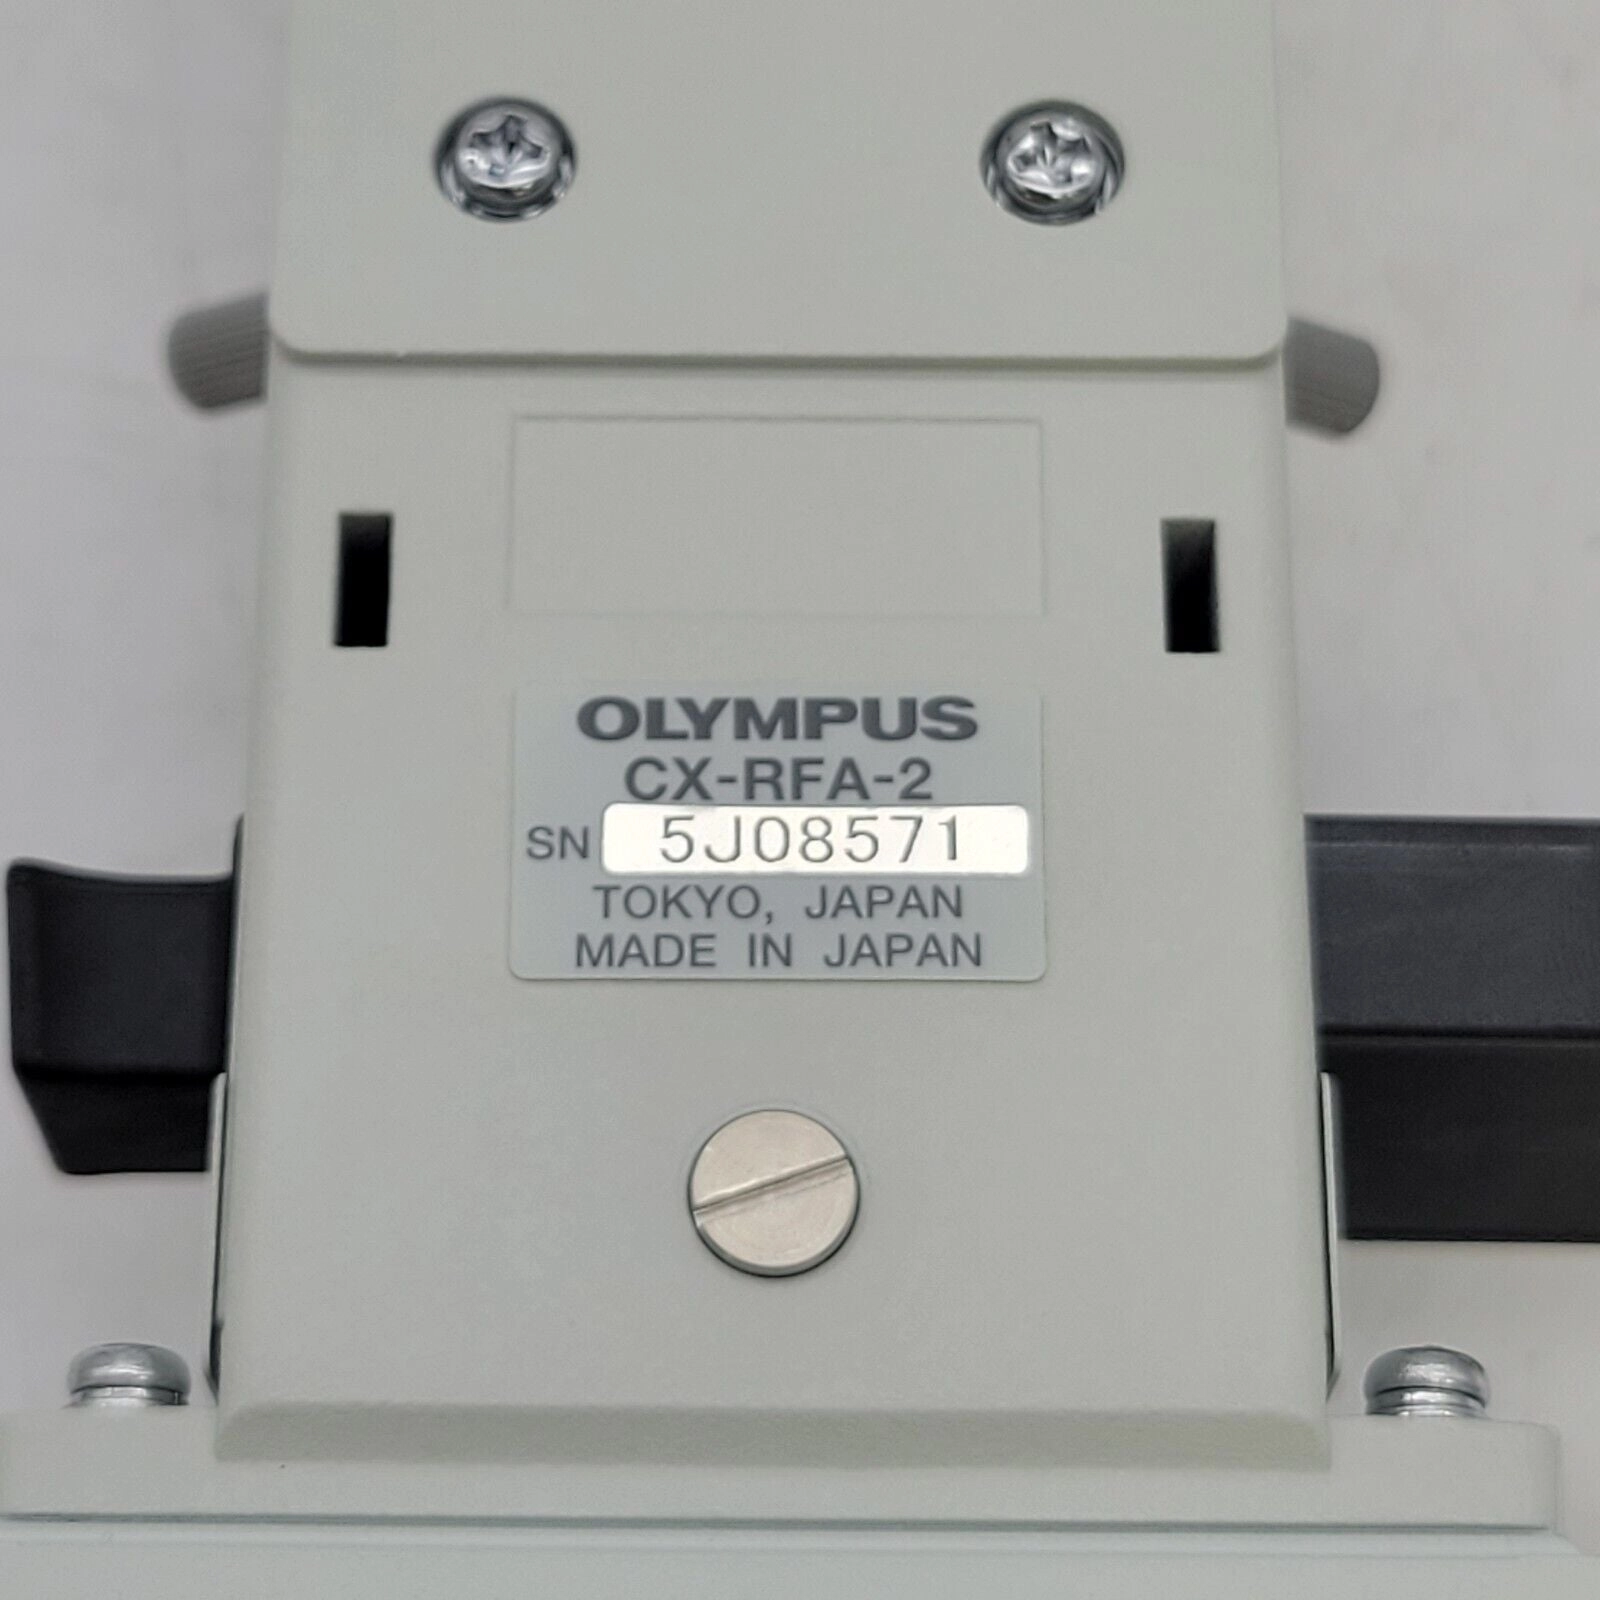 OLYMPUS
CX-RFA-2
SN 5J08571
TOKYO, JAPAN
MADE IN JAPAN